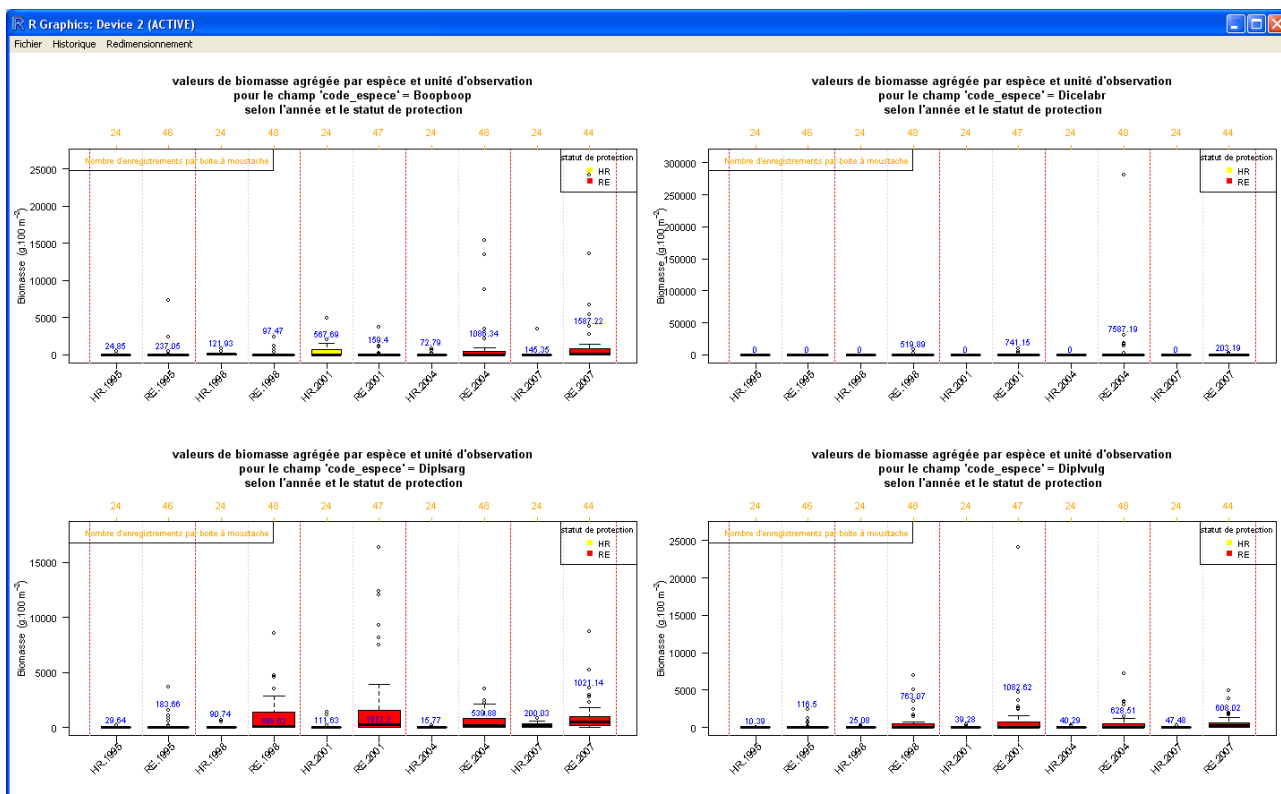 R Graphics: Device 2 (ACTIVE)
Fichier Historique Redimensionnement
valeurs de biomasse agrégée par espèce et unité d'observation
pour le champ 'code_espece' = Boopboop
selon l'année et le statut de protection
24 46 24 48 24 47 24 48 24 44
Nombre d'enregistrements par boite à moustache
statut de protection
HR
RE
Biomasse (g.100 m⁻²)
25000
20000
15000
10000
5000
0
24.85 237.05 121.93 97.47 567.69 159.4 72.79 1086.34 145.35 1587.22
HR.1995 RE.1995 HR.1998 RE.1998 HR.2001 RE.2001 HR.2004 RE.2004 HR.2007 RE.2007
valeurs de biomasse agrégée par espèce et unité d'observation
pour le champ 'code_espece' = Dicelabr
selon l'année et le statut de protection
24 46 24 48 24 47 24 48 24 44
Nombre d'enregistrements par boite à moustache
statut de protection
HR
RE
Biomasse (g.100 m⁻²)
300000
250000
200000
150000
100000
50000
0
0 0 0 519.89 0 741.15 0 7587.19 0 203.19
HR.1995 RE.1995 HR.1998 RE.1998 HR.2001 RE.2001 HR.2004 RE.2004 HR.2007 RE.2007
valeurs de biomasse agrégée par espèce et unité d'observation
pour le champ 'code_espece' = Diplsarg
selon l'année et le statut de protection
24 46 24 48 24 47 24 48 24 44
Nombre d'enregistrements par boite à moustache
statut de protection
HR
RE
Biomasse (g.100 m⁻²)
15000
10000
5000
0
29.64 183.66 90.74 111.63 15.77 539.88 200.03 1021.14
HR.1995 RE.1995 HR.1998 RE.1998 HR.2001 RE.2001 HR.2004 RE.2004 HR.2007 RE.2007
valeurs de biomasse agrégée par espèce et unité d'observation
pour le champ 'code_espece' = Diplvulg
selon l'année et le statut de protection
24 46 24 48 24 47 24 48 24 44
Nombre d'enregistrements par boite à moustache
statut de protection
HR
RE
Biomasse (g.100 m⁻²)
25000
20000
15000
10000
5000
0
10.39 116.5 25.08 763.07 39.28 1082.62 40.29 628.51 47.48 608.02
HR.1995 RE.1995 HR.1998 RE.1998 HR.2001 RE.2001 HR.2004 RE.2004 HR.2007 RE.2007